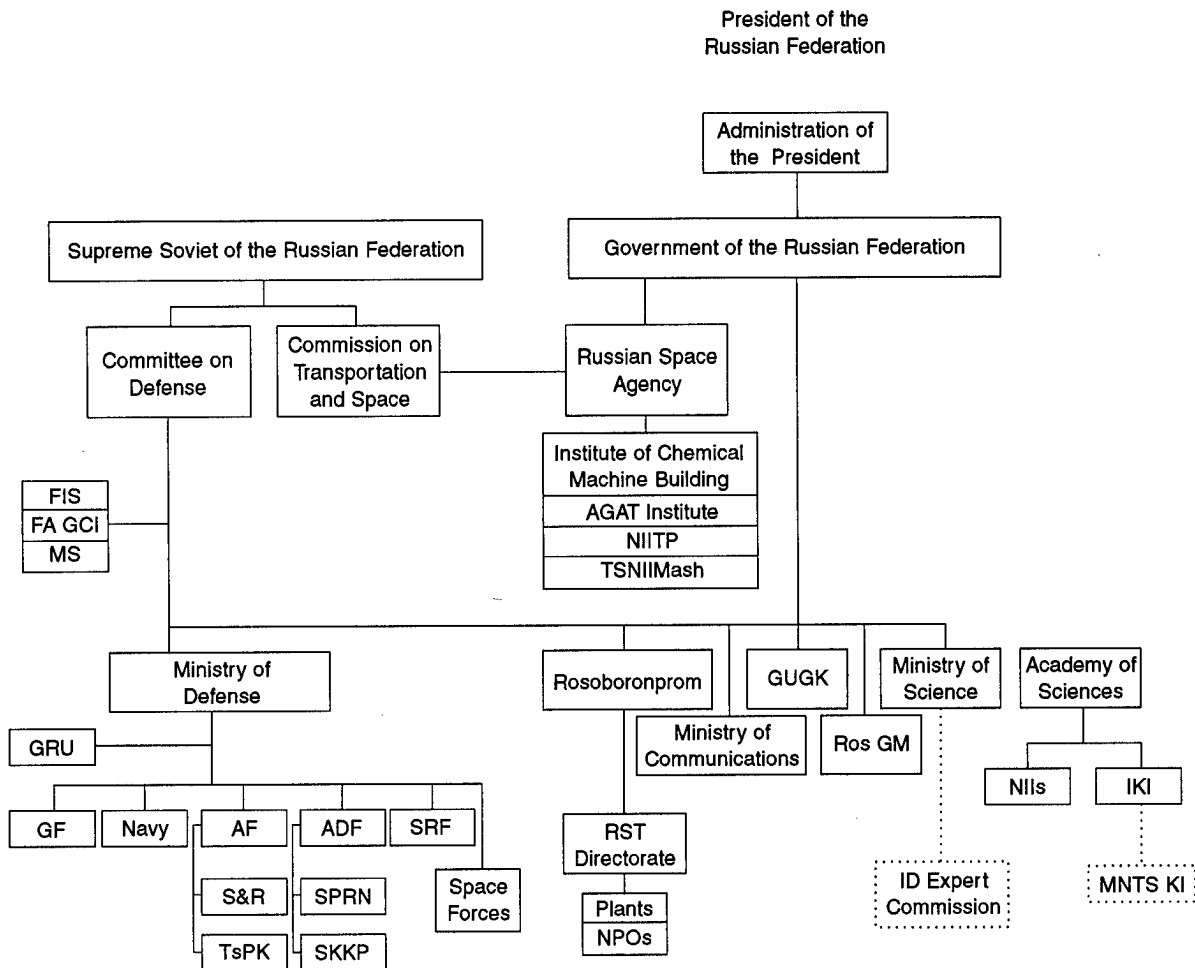 President of the
Russian Federation
Administration of
the President
Supreme Soviet of the Russian Federation
Government of the Russian Federation
Committee on
Defense
Commission on
Transportation
and Space
Russian Space
Agency
Institute of Chemical
Machine Building
AGAT Institute
NIITP
TSNIIMash
FIS
FA GCI
MS
Ministry of
Defense
Rosoboronprom
GUGK
Ministry of
Science
Academy of
Sciences
Ministry of
Communications
Ros GM
GRU
NIIs
IKI
GF
Navy
AF
ADF
SRF
RST
Directorate
Space
Forces
S&R
SPRN
ID Expert
Commission
MNTS KI
Plants
NPOs
TsPK
SKKP